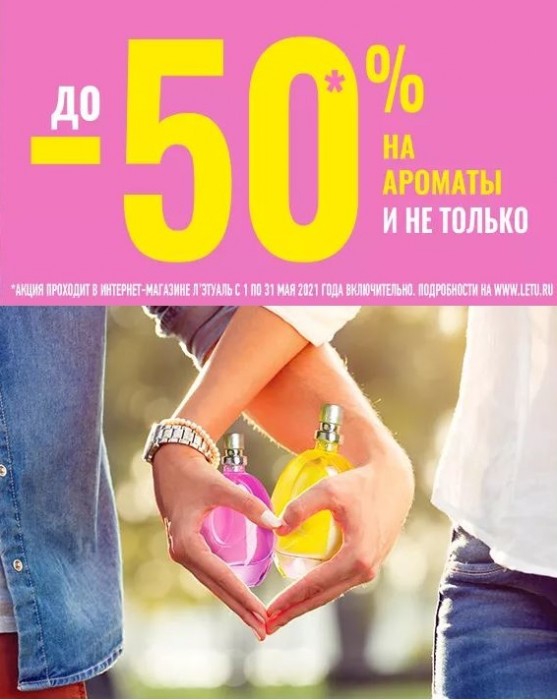 ДО
-50*%
НА
АРОМАТЫ
И НЕ ТОЛЬКО
*АКЦИЯ ПРОХОДИТ В ИНТЕРНЕТ-МАГАЗИНЕ Л'ЭТУАЛЬ С 1 ПО 31 МАЯ 2021 ГОДА ВКЛЮЧИТЕЛЬНО. ПОДРОБНОСТИ НА WWW.LETU.RU